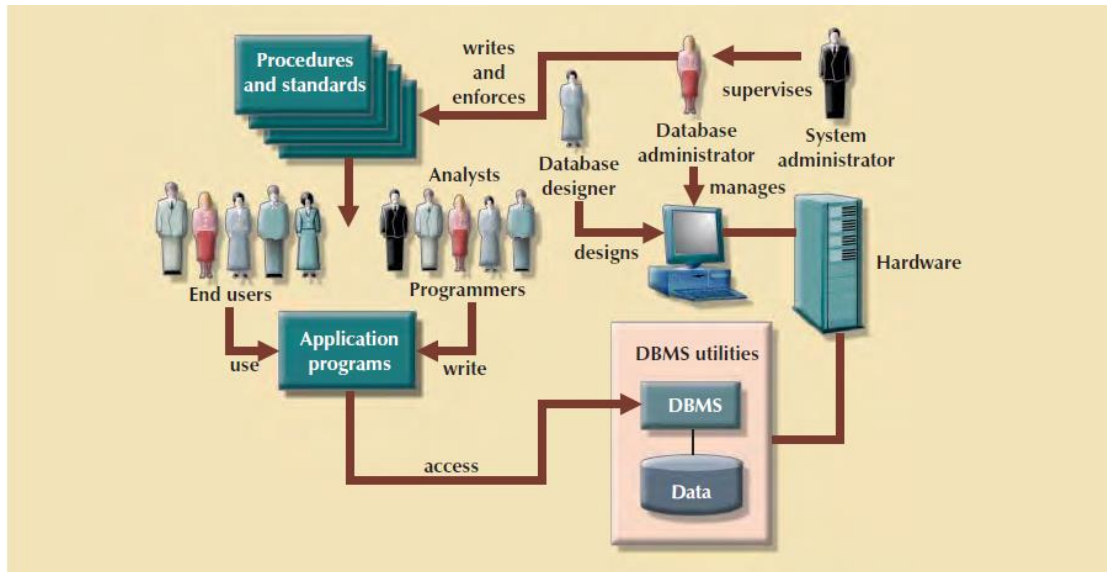 Procedures
and standards
writes
and
enforces
supervises
Database
administrator
System
administrator
Database
designer
manages
Analysts
designs
Hardware
End users
Programmers
Application
programs
use
write
DBMS utilities
DBMS
access
Data